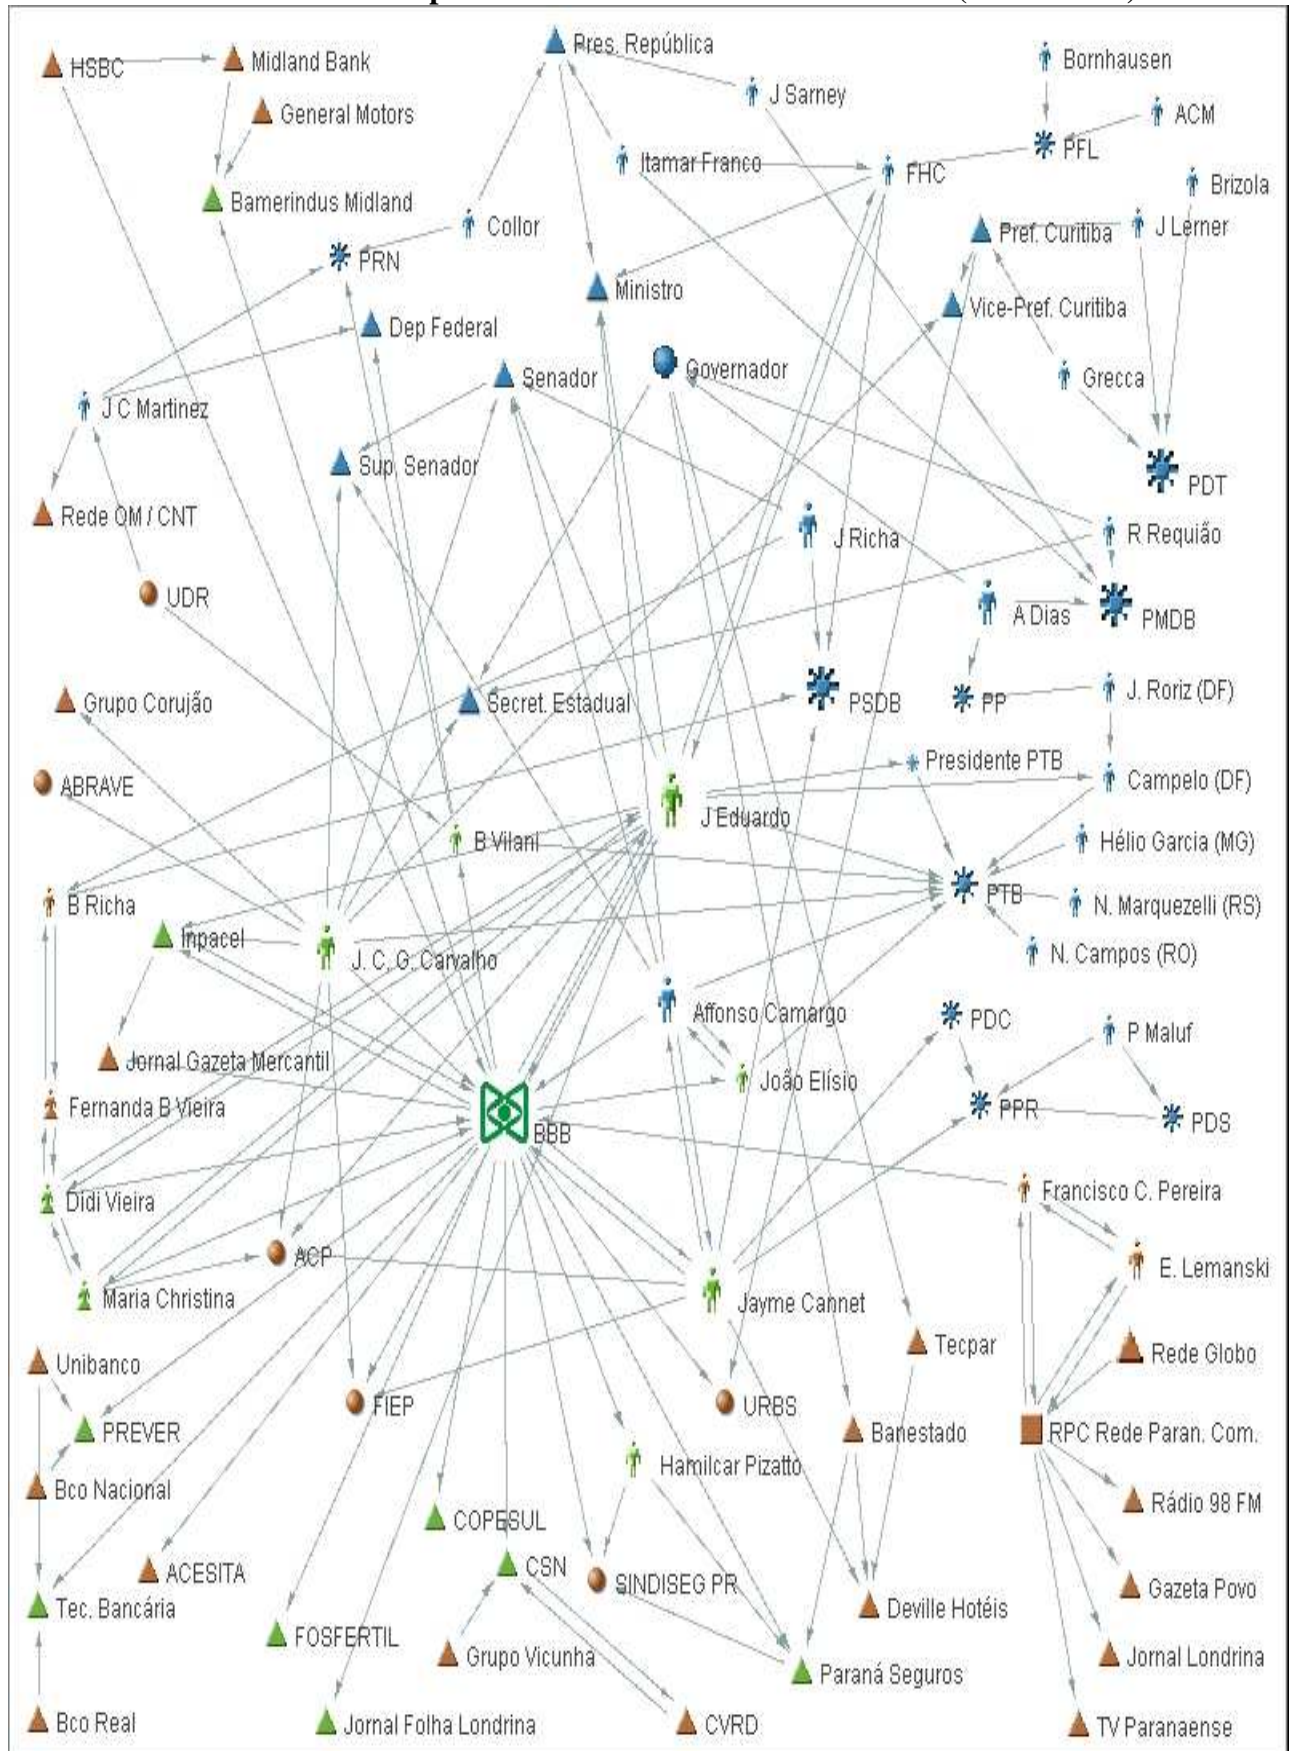 Pres. República
Bornhausen
HSBC
Midland Bank
J Sarney
General Motors
ACM
PFL
Itamar Franco
FHC
Brizola
Bamerindus Midland
Collor
Pref. Curitiba
J Lerner
PRN
Ministro
Vice-Pref. Curitiba
Dep Federal
Senador
Governador
Grecca
J C Martinez
Sup. Senador
PDT
Rede OM / CNT
J Richa
R Requião
UDR
A Dias
PMDB
Grupo Corujão
Secret. Estadual
PSDB
PP
J. Roriz (DF)
Presidente PTB
ABRAVE
Campelo (DF)
J Eduardo
B Vilani
Hélio Garcia (MG)
B Richa
PTB
N. Marquezelli (RS)
Inpacel
J. C. G. Carvalho
N. Campos (RO)
Affonso Camargo
PDC
P Maluf
Jornal Gazeta Mercantil
João Elísio
Fernanda B Vieira
PPR
PDS
BBB
Didi Vieira
Francisco C. Pereira
ACP
E. Lemanski
Maria Christina
Jayme Cannet
Tecpar
Rede Globo
Unibanco
FIEP
URBS
PREVER
Banestado
RPC Rede Paran. Com.
Hamilcar Pizatto
Bco Nacional
Rádio 98 FM
COPESUL
ACESITA
CSN
SINDISEG PR
Gazeta Povo
Tec. Bancária
Deville Hotéis
FOSFERTIL
Grupo Vicunha
Jornal Londrina
Paraná Seguros
Bco Real
Jornal Folha Londrina
CVRD
TV Paranaense